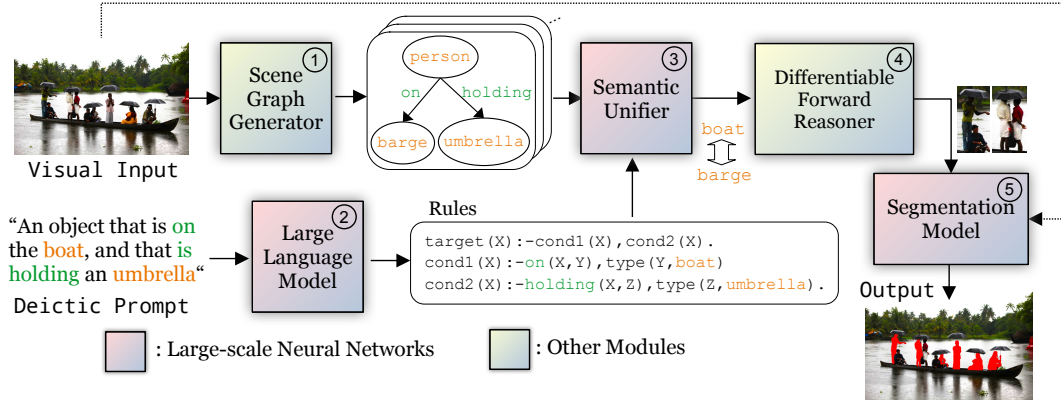 1
Scene
Graph
Generator
person
on
holding
barge
umbrella
3
Semantic
Unifier
boat
barge
4
Differentiable
Forward
Reasoner
Visual Input
“An object that is on
the boat, and that is
holding an umbrella“
Deictic Prompt
2
Large
Language
Model
Rules
target(X):-cond1(X),cond2(X).
cond1(X):-on(X,Y),type(Y,boat)
cond2(X):-holding(X,Z),type(Z,umbrella).
5
Segmentation
Model
Output
: Large-scale Neural Networks
: Other Modules